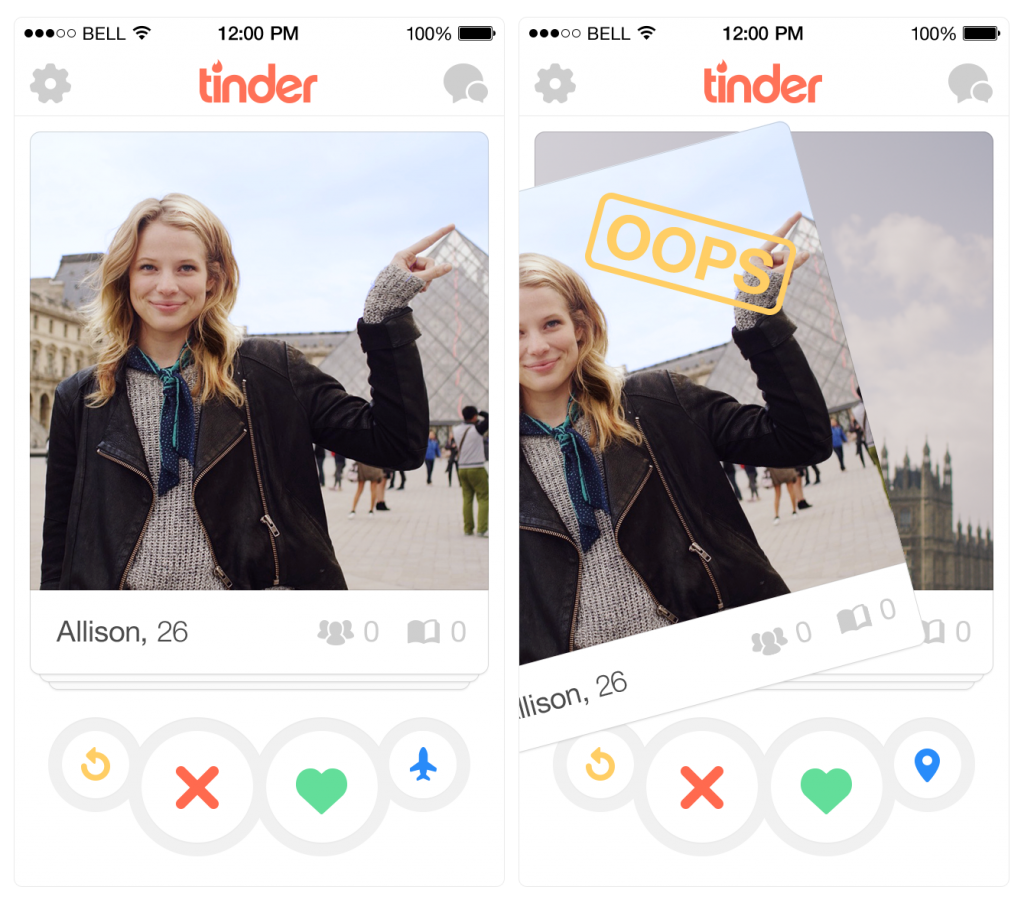 BELL 12:00 PM 100%
tinder
Allison, 26 0 0
BELL 12:00 PM 100%
tinder
OOPS
llison, 26 0 0 0